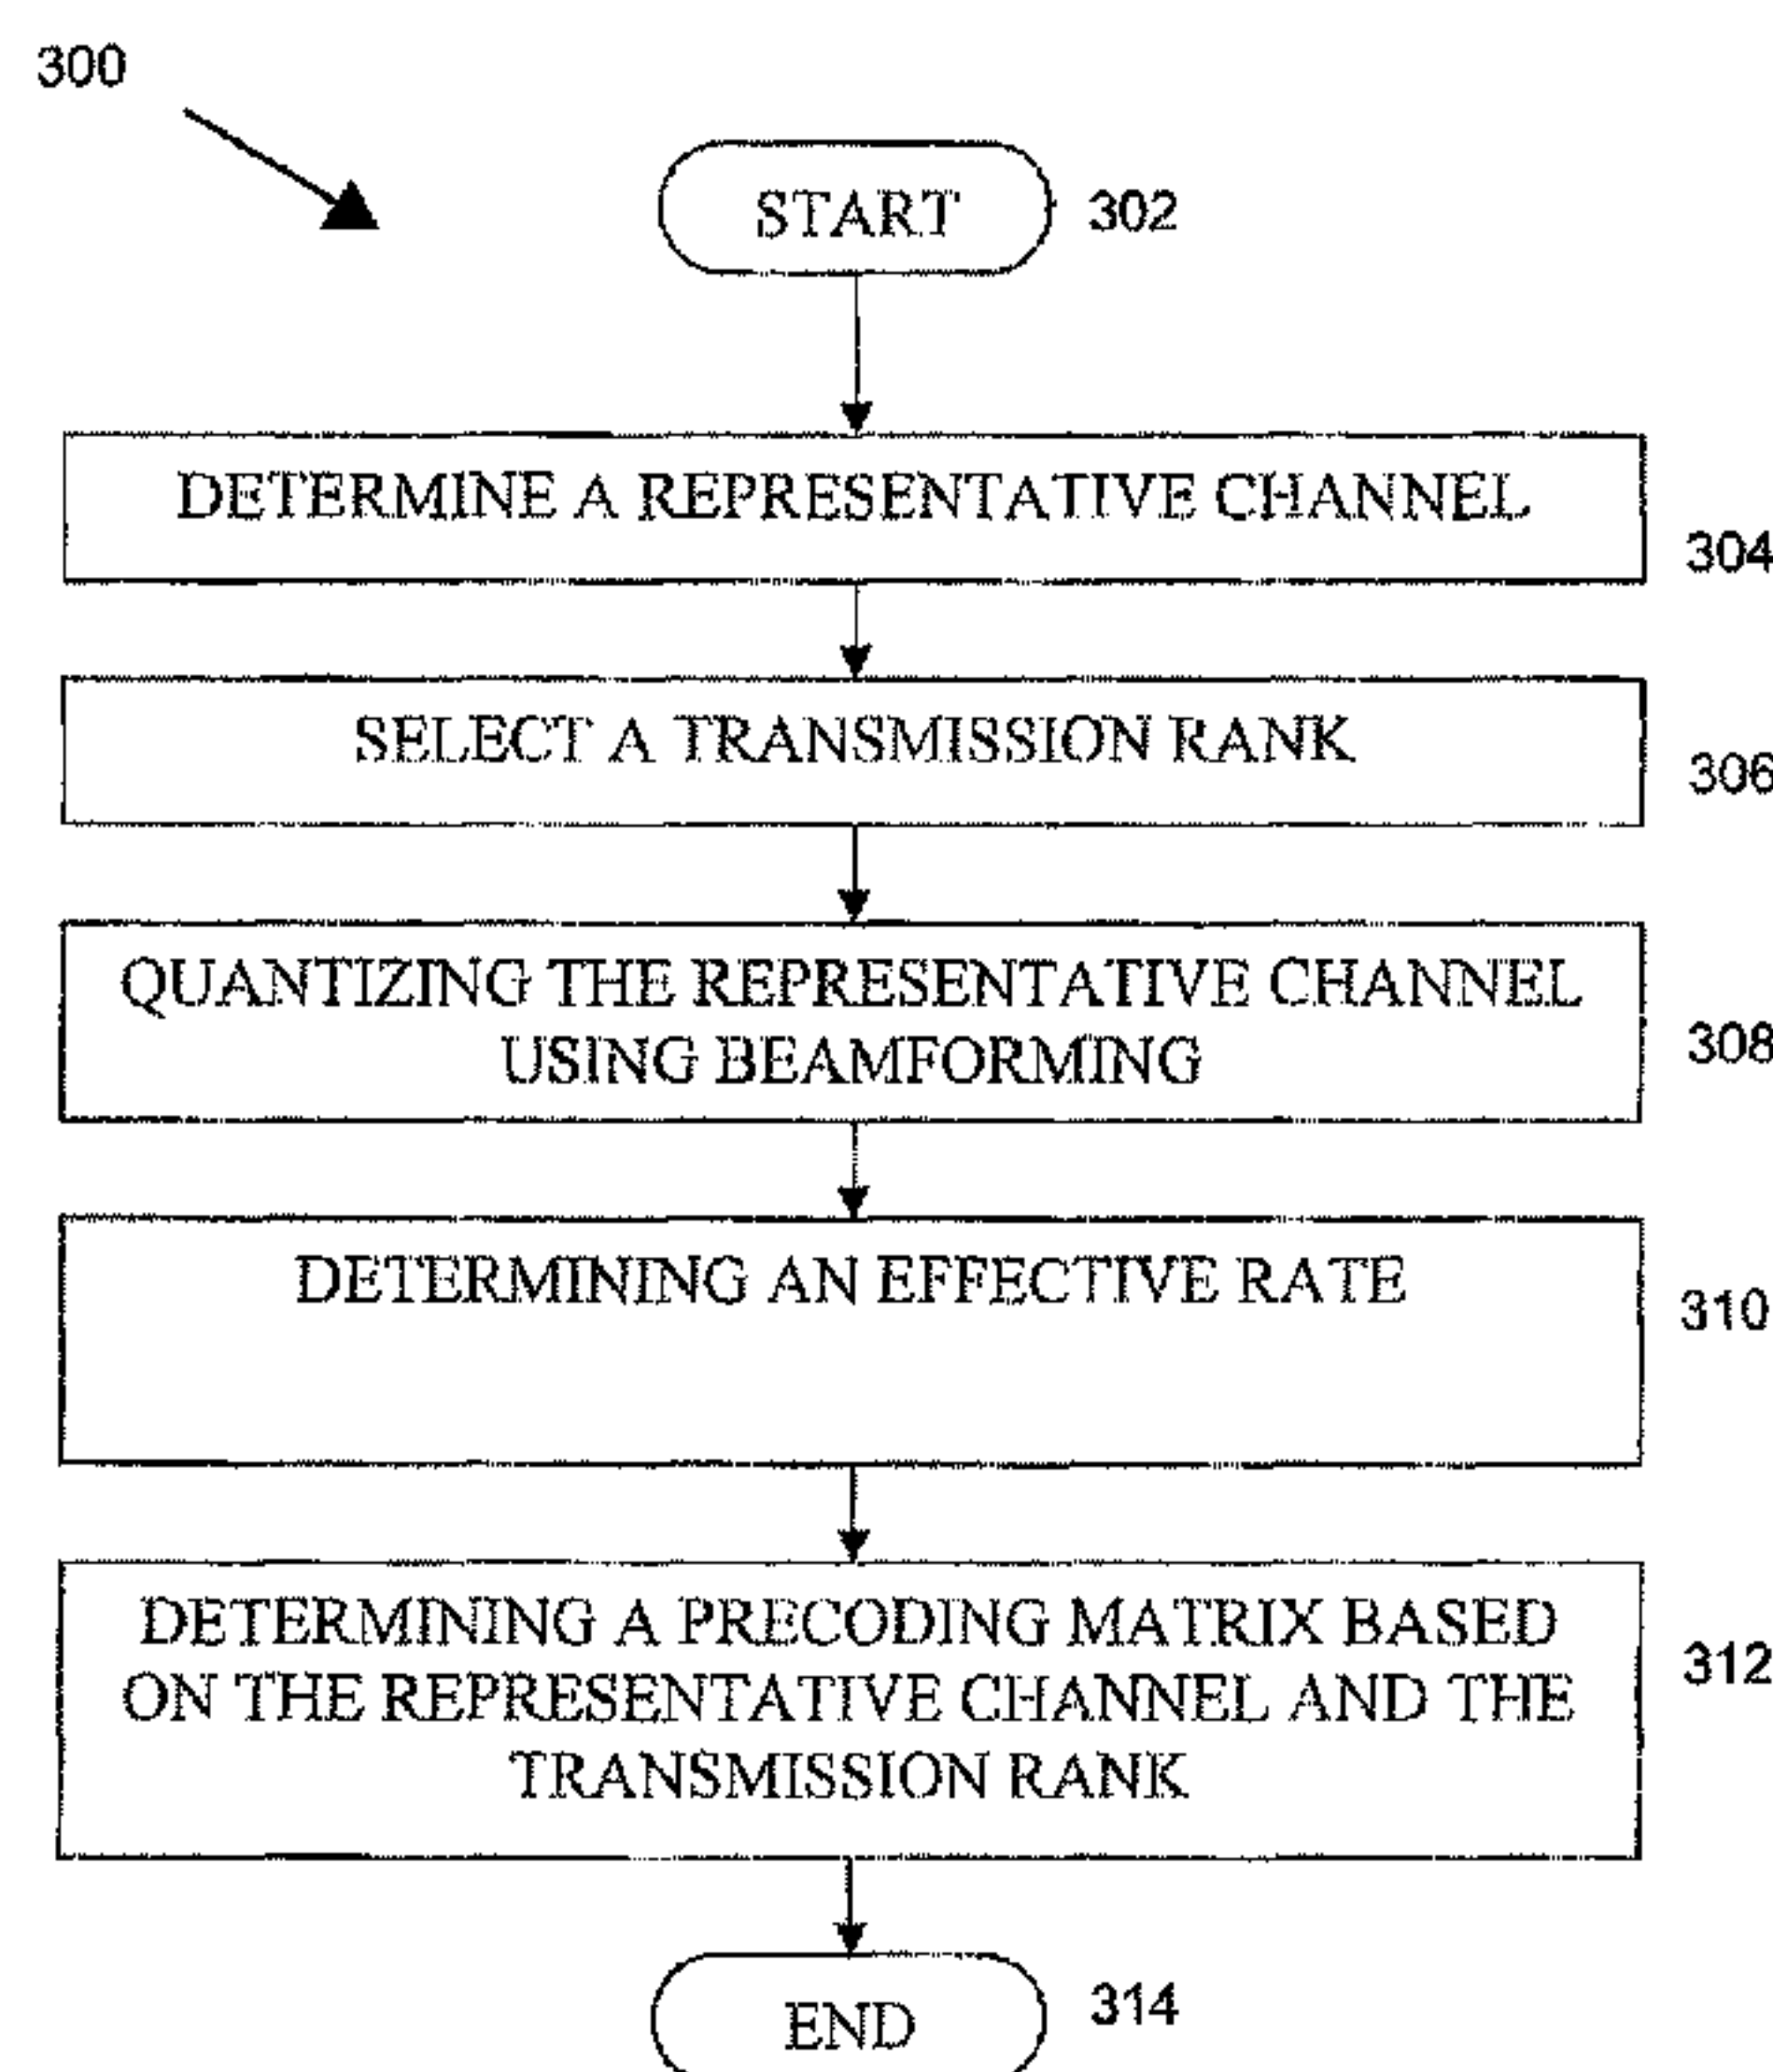 300
START
302
DETERMINE A REPRESENTATIVE CHANNEL
304
SELECT A TRANSMISSION RANK
306
QUANTIZING THE REPRESENTATIVE CHANNEL
USING BEAMFORMING
308
DETERMINING AN EFFECTIVE RATE
310
DETERMINING A PRECODING MATRIX BASED
ON THE REPRESENTATIVE CHANNEL AND THE
TRANSMISSION RANK
312
END
314